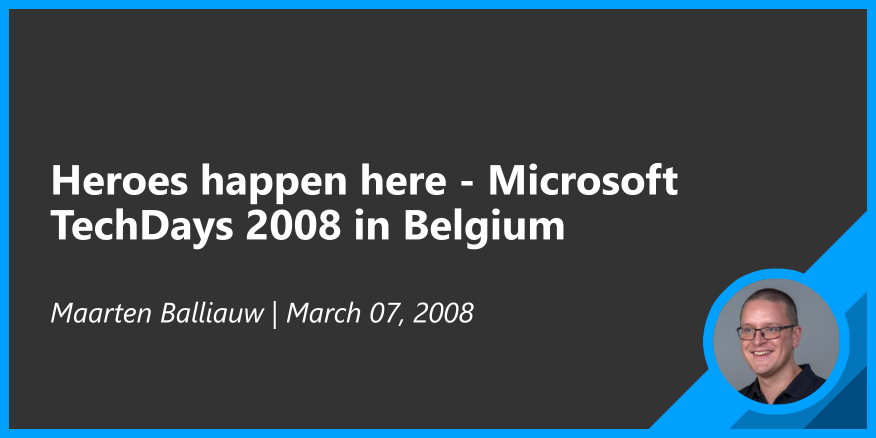 Heroes happen here - Microsoft
TechDays 2008 in Belgium
Maarten Balliauw | March 07, 2008